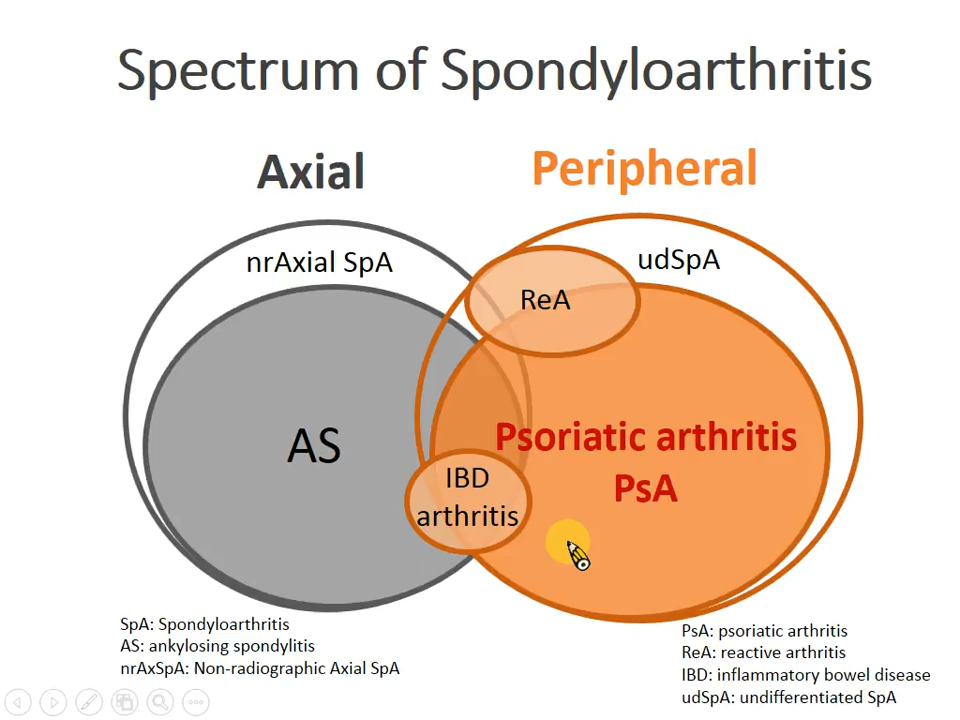 Spectrum of Spondyloarthritis
Axial
Peripheral
nrAxial SpA
udSpA
ReA
AS
Psoriatic arthritis
PsA
IBD
arthritis
SpA: Spondyloarthritis
AS: ankylosing spondylitis
nrAxSpA: Non-radiographic Axial SpA
PsA: psoriatic arthritis
ReA: reactive arthritis
IBD: inflammatory bowel disease
udSpA: undifferentiated SpA